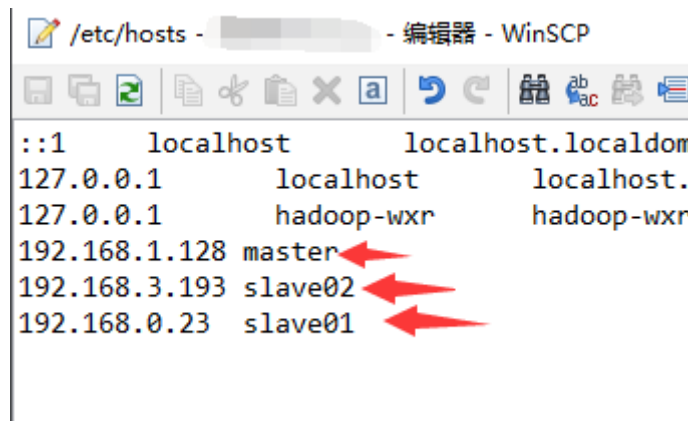 /etc/hosts - - 编辑器 - WinSCP
::1 localhost localhost.localdom
127.0.0.1 localhost localhost.
127.0.0.1 hadoop-wxr hadoop-wxr
192.168.1.128 master
192.168.3.193 slave02
192.168.0.23 slave01